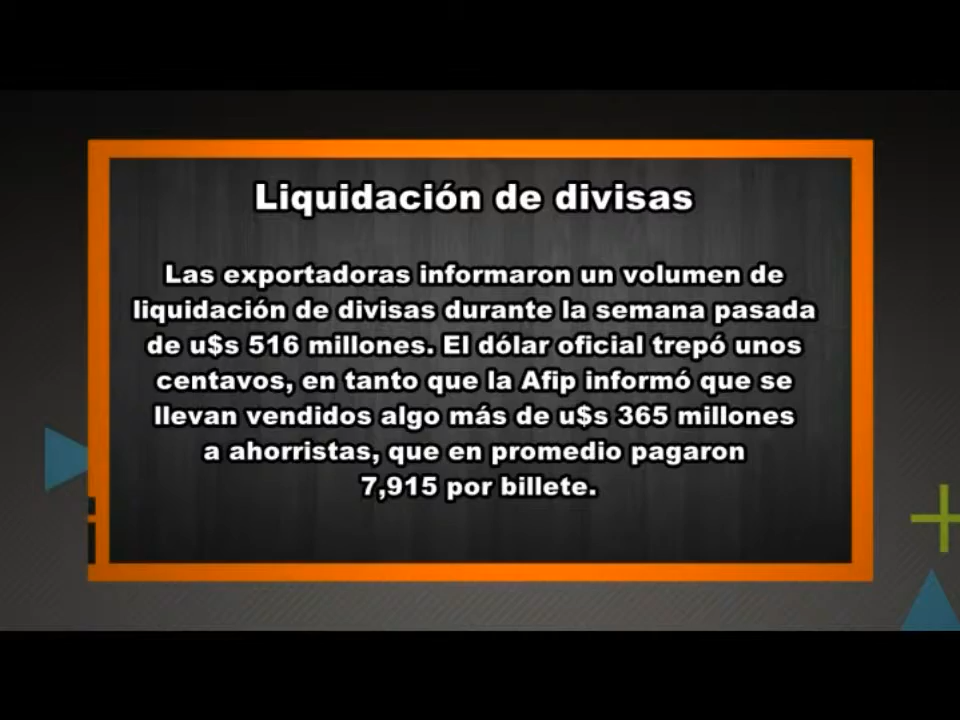 Liquidación de divisas
Las exportadoras informaron un volumen de
liquidación de divisas durante la semana pasada
de u$s 516 millones. El dólar oficial trepó unos
centavos, en tanto que la Afip informó que se
llevan vendidos algo más de u$s 365 millones
a ahorristas, que en promedio pagaron
7,915 por billete.